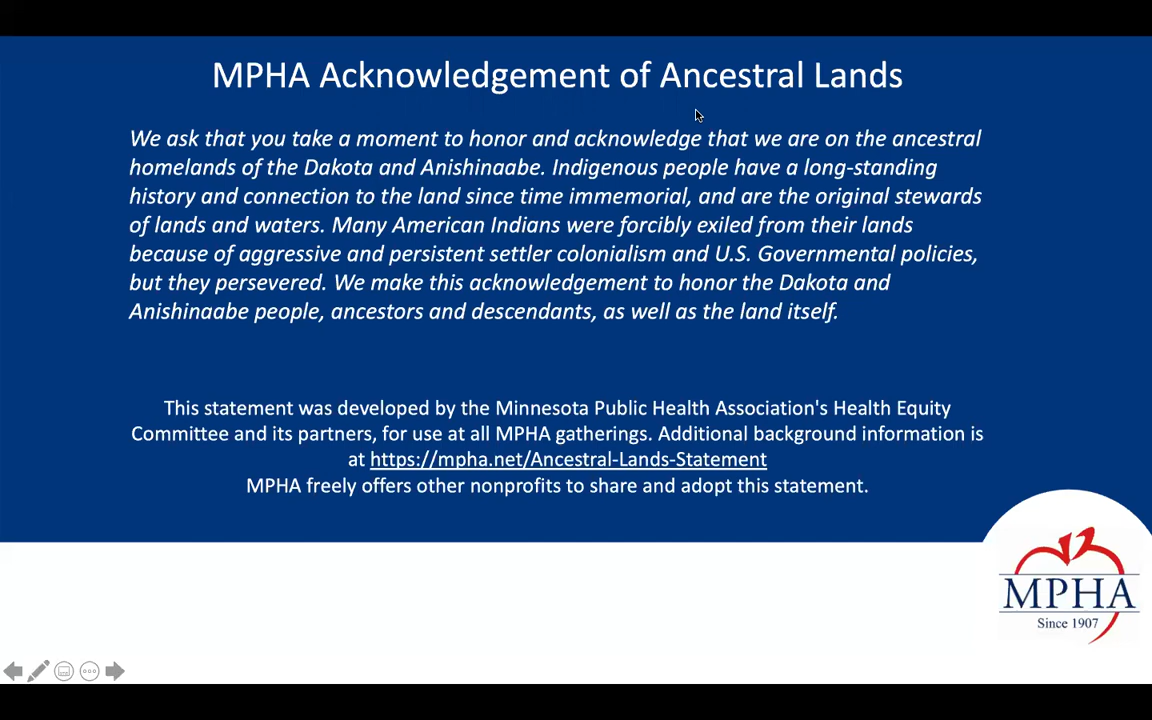 MPHA Acknowledgement of Ancestral Lands
We ask that you take a moment to honor and acknowledge that we are on the ancestral
homelands of the Dakota and Anishinaabe. Indigenous people have a long-standing
history and connection to the land since time immemorial, and are the original stewards
of lands and waters. Many American Indians were forcibly exiled from their lands
because of aggressive and persistent settler colonialism and U.S. Governmental policies,
but they persevered. We make this acknowledgement to honor the Dakota and
Anishinaabe people, ancestors and descendants, as well as the land itself.
This statement was developed by the Minnesota Public Health Association's Health Equity
Committee and its partners, for use at all MPHA gatherings. Additional background information is
at https://mpha.net/Ancestral-Lands-Statement
MPHA freely offers other nonprofits to share and adopt this statement.
MPHA
Since 1907